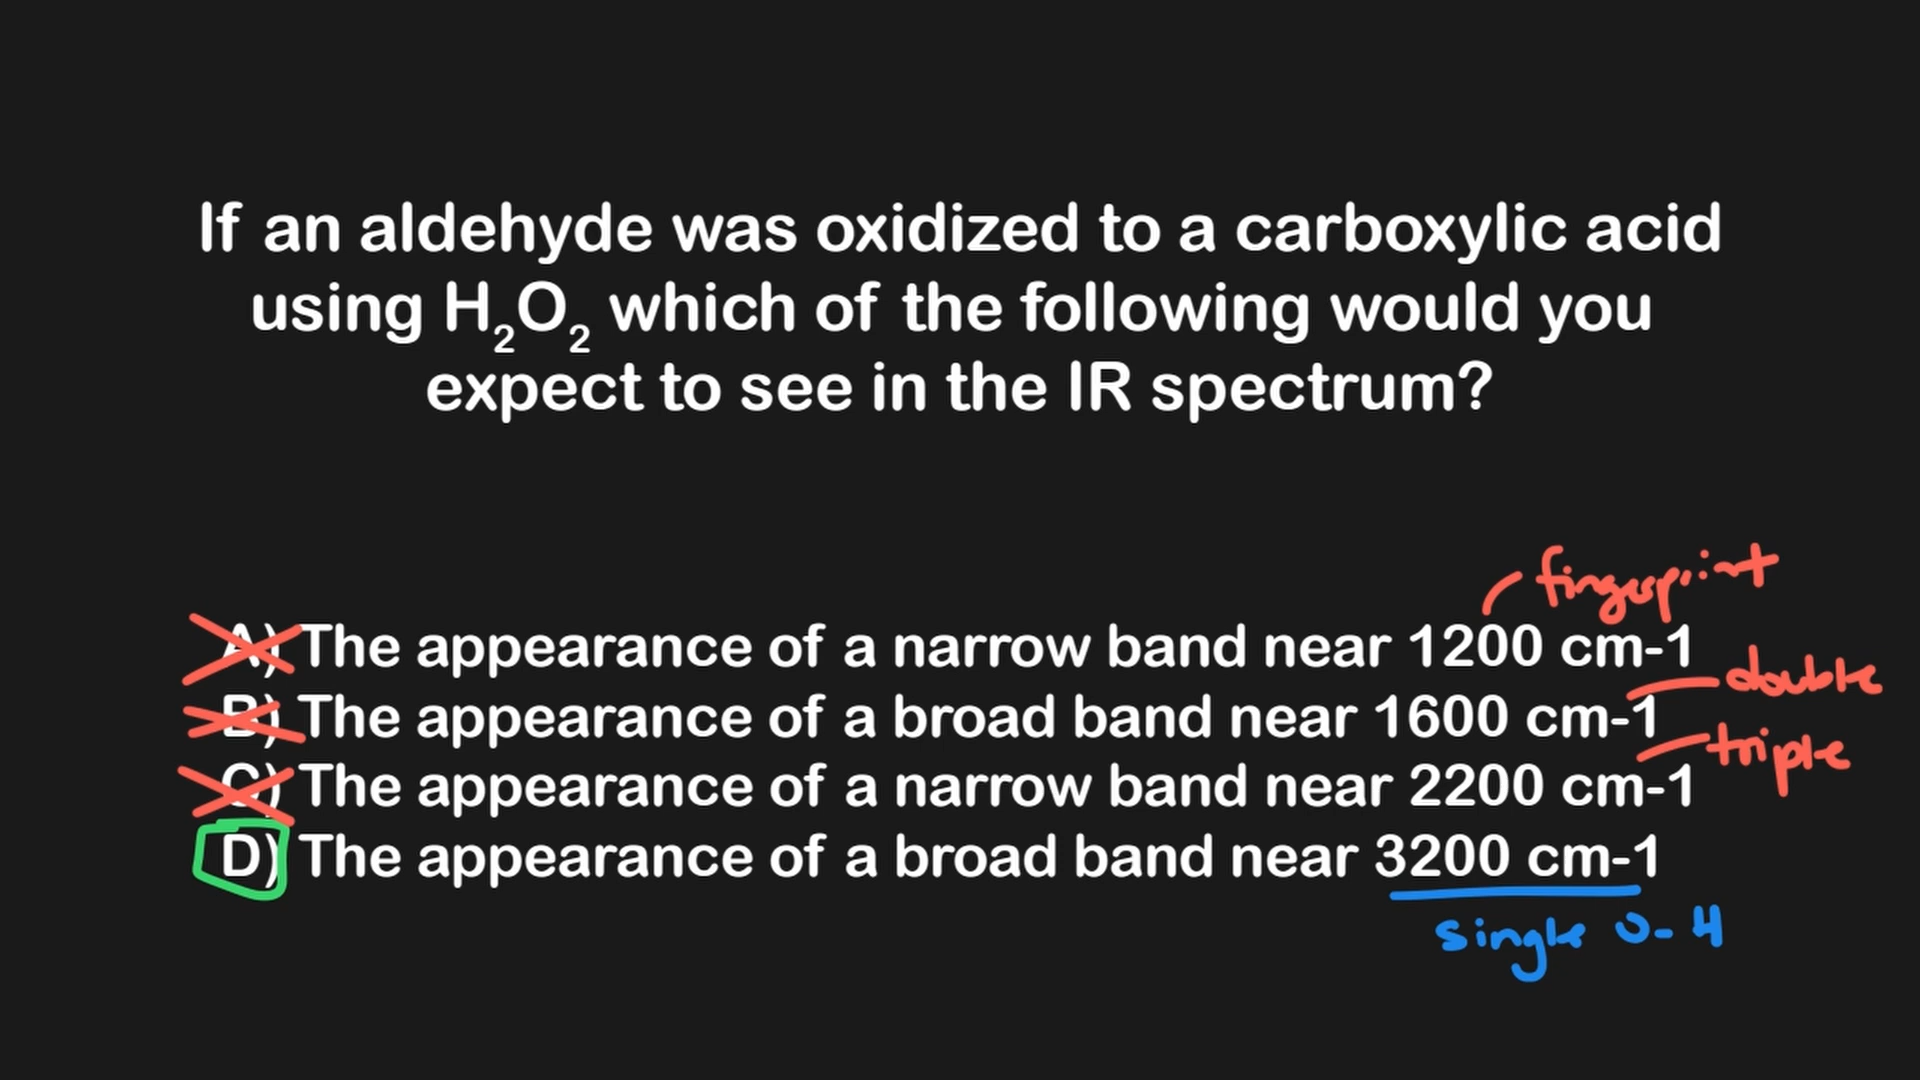 If an aldehyde was oxidized to a carboxylic acid
using H₂O₂ which of the following would you
expect to see in the IR spectrum?
fingerprint
A) The appearance of a narrow band near 1200 cm-1
double
B) The appearance of a broad band near 1600 cm-1
triple
C) The appearance of a narrow band near 2200 cm-1
D) The appearance of a broad band near 3200 cm-1
single O-H